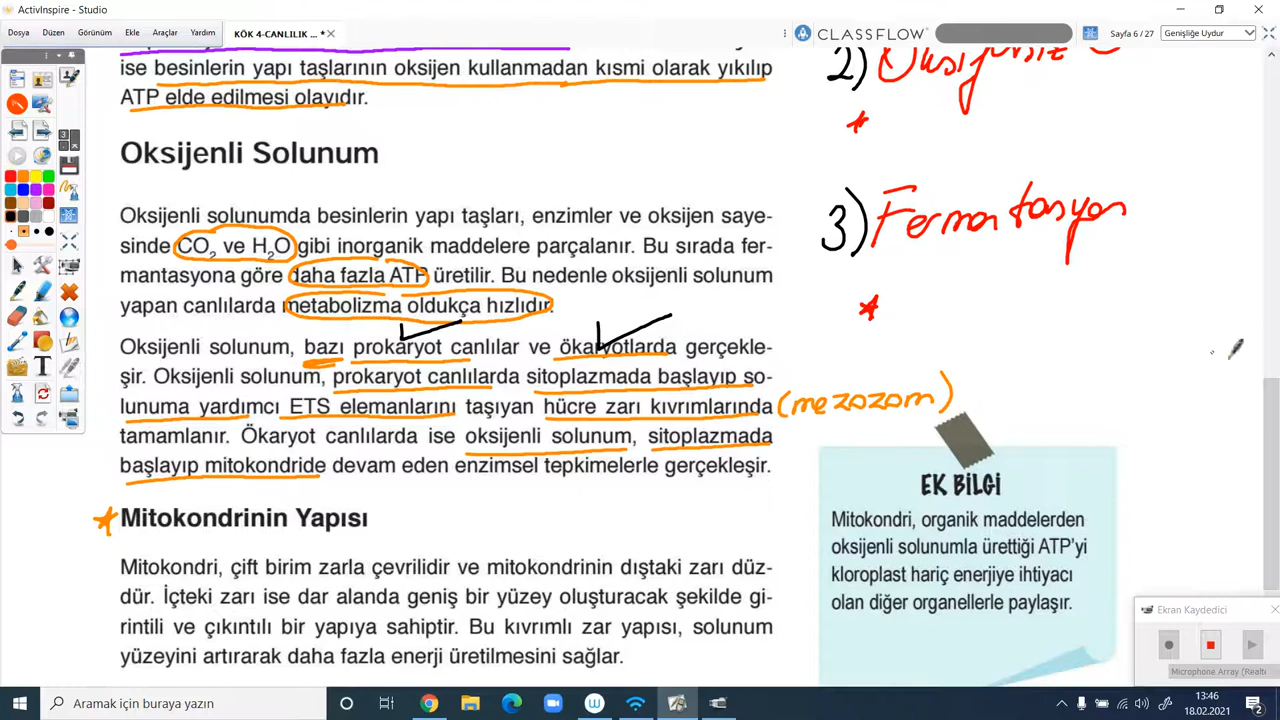 ActivInspire - Studio
Dosya Düzen Görünüm Ekle Araçlar Yardım
KÖK 4-CANLILIK ... *
CLASSFLOW
Sayfa 6 / 27
Genişliğe Uydur
3
ise besinlerin yapı taşlarının oksijen kullanmadan kısmi olarak yıkılıp
ATP elde edilmesi olayıdır.
Oksijenli Solunum
Oksijenli solunumda besinlerin yapı taşları, enzimler ve oksijen saye-
sinde CO2 ve H2O gibi inorganik maddelere parçalanır. Bu sırada fer-
mantasyona göre daha fazla ATP üretilir. Bu nedenle oksijenli solunum
yapan canlılarda metabolizma oldukça hızlıdır.
Oksijenli solunum, bazı prokaryot canlılar ve ökaryotlarda gerçekle-
şir. Oksijenli solunum, prokaryot canlılarda sitoplazmada başlayıp so-
lunuma yardımcı ETS elemanlarını taşıyan hücre zarı kıvrımlarında
tamamlanır. Ökaryot canlılarda ise oksijenli solunum, sitoplazmada
başlayıp mitokondride devam eden enzimsel tepkimelerle gerçekleşir.
(mezozom)
Mitokondrinin Yapısı
Mitokondri, çift birim zarla çevrilidir ve mitokondrinin dıştaki zarı düz-
dür. İçteki zarı ise dar alanda geniş bir yüzey oluşturacak şekilde gi-
rintili ve çıkıntılı bir yapıya sahiptir. Bu kıvrımlı zar yapısı, solunum
yüzeyini artırarak daha fazla enerji üretilmesini sağlar.
2) Oksijensiz
3) Fermantasyon
EK BİLGİ
Mitokondri, organik maddelerden
oksijenli solunumla ürettiği ATP'yi
kloroplast hariç enerjiye ihtiyacı
olan diğer organellerle paylaşır.
Ekran Kaydedici
Microphone Array (Realte
Aramak için buraya yazın
13:46
18.02.2021
2